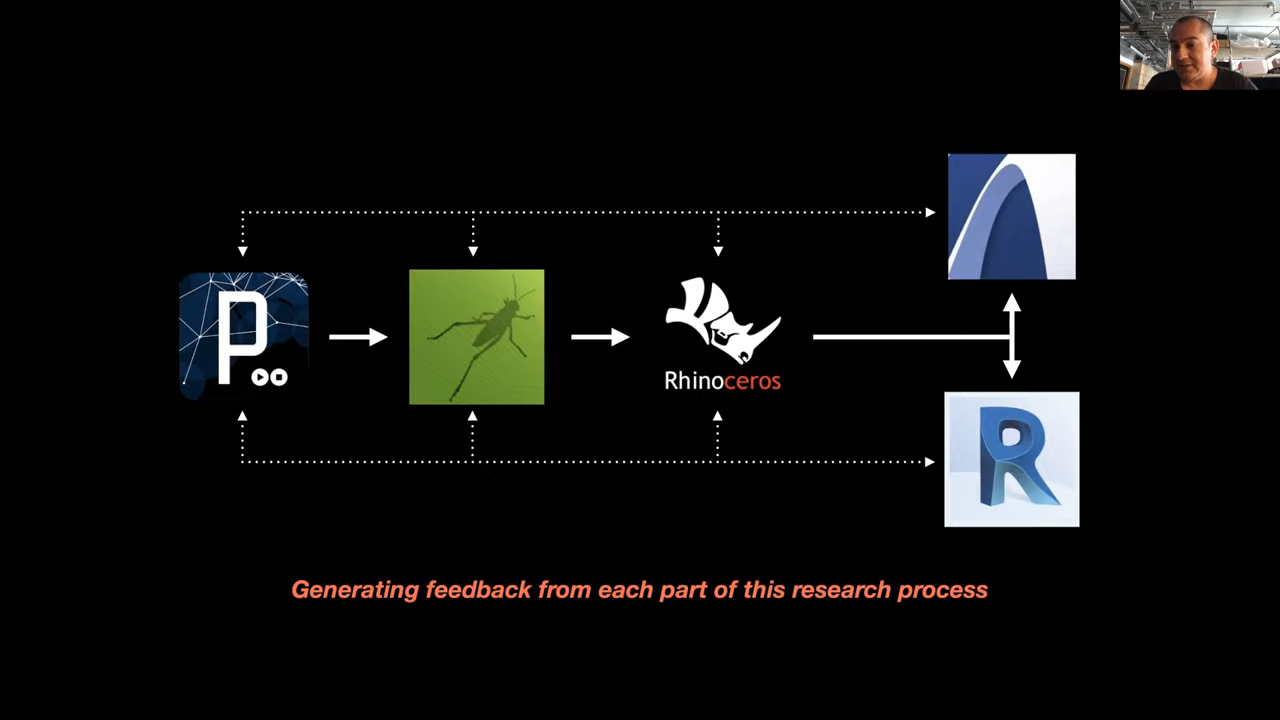 P
Rhinoceros
R
Generating feedback from each part of this research process